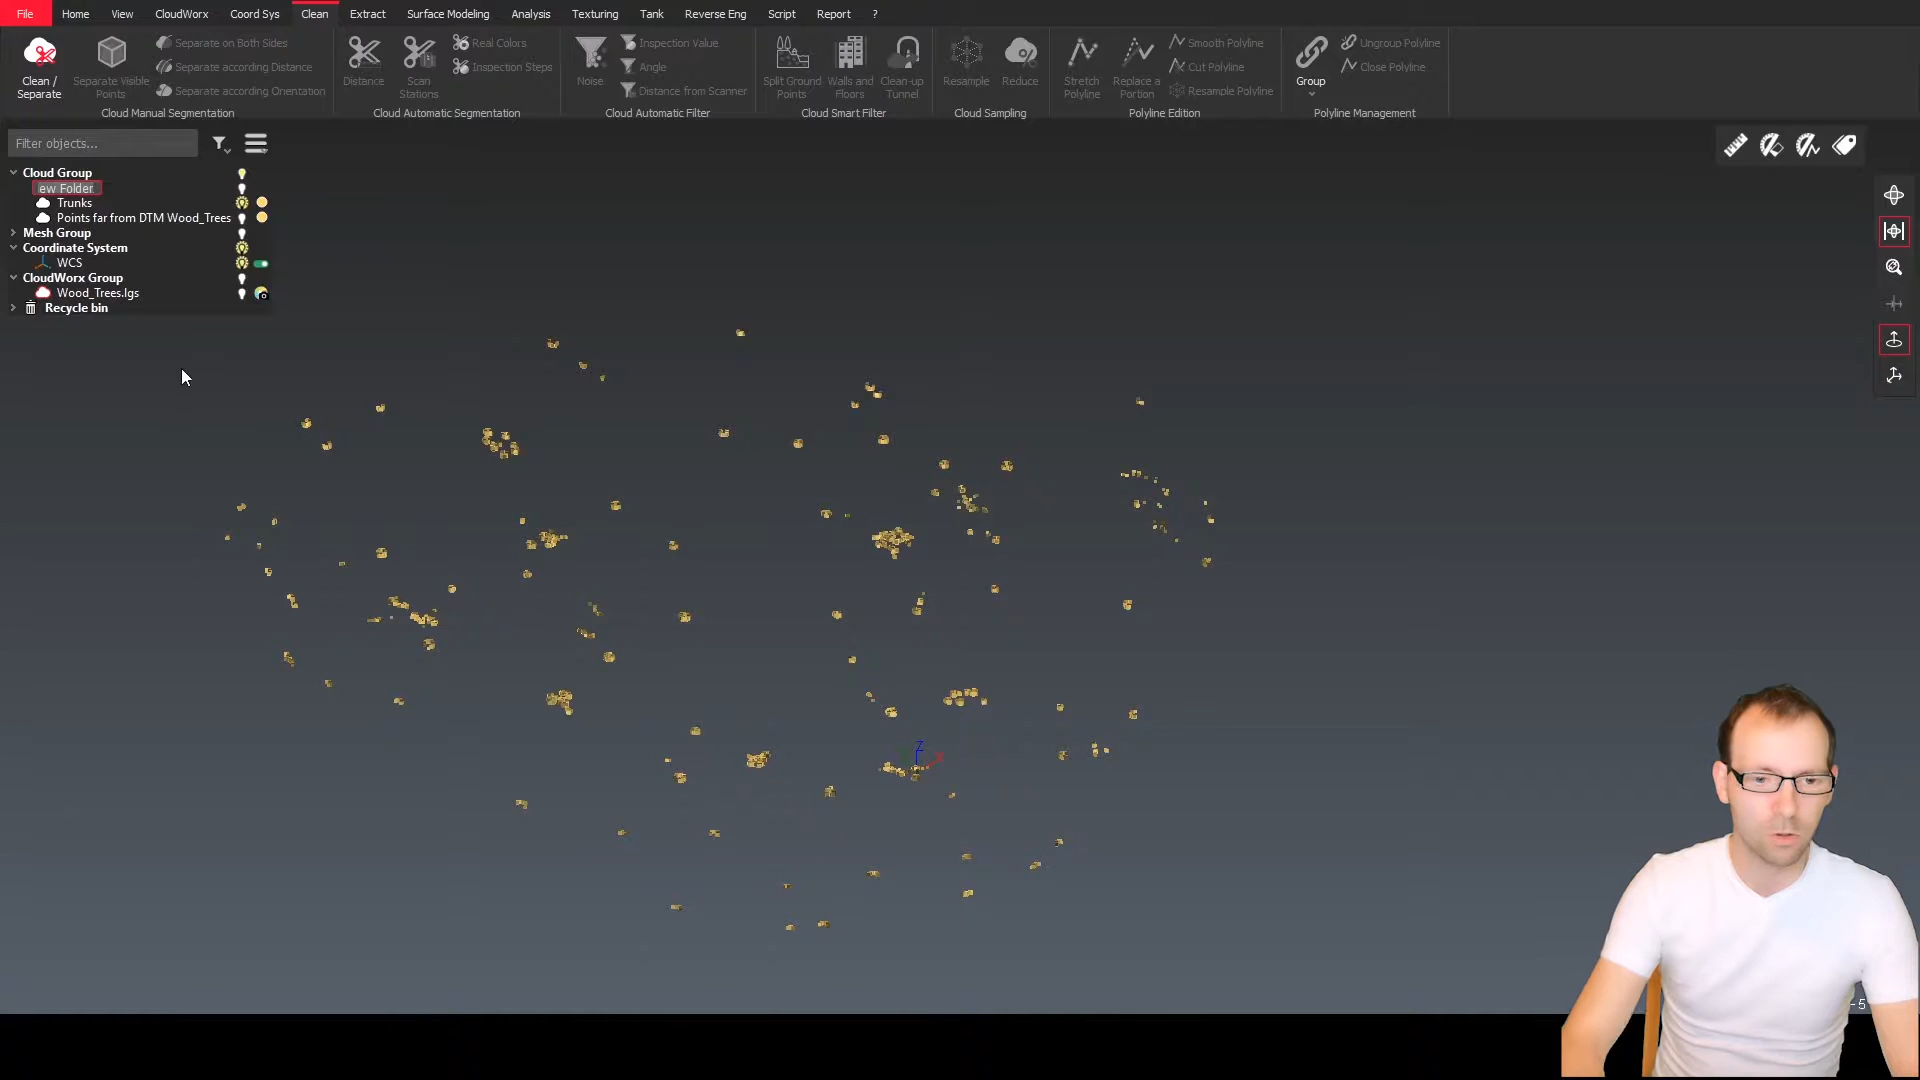 File Home View CloudWorx Coord Sys Clean Extract Surface Modeling Analysis Texturing Tank Reverse Eng Script Report ?
Clean / Separate
Separate Visible Points
Separate on Both Sides
Separate according Distance
Separate according Orientation
Cloud Manual Segmentation
Distance
Scan Stations
Real Colors
Inspection Steps
Cloud Automatic Segmentation
Noise
Inspection Value
Angle
Distance from Scanner
Cloud Automatic Filter
Split Ground Points
Walls and Floors
Clean-up Tunnel
Cloud Smart Filter
Resample
Reduce
Cloud Sampling
Stretch Polyline
Replace a Portion
Smooth Polyline
Cut Polyline
Resample Polyline
Polyline Edition
Group
Ungroup Polyline
Close Polyline
Polyline Management
Filter objects...
Cloud Group
ew Folder
Trunks
Points far from DTM Wood_Trees
Mesh Group
Coordinate System
WCS
CloudWorx Group
Wood_Trees.lgs
Recycle bin
Z
X
-5